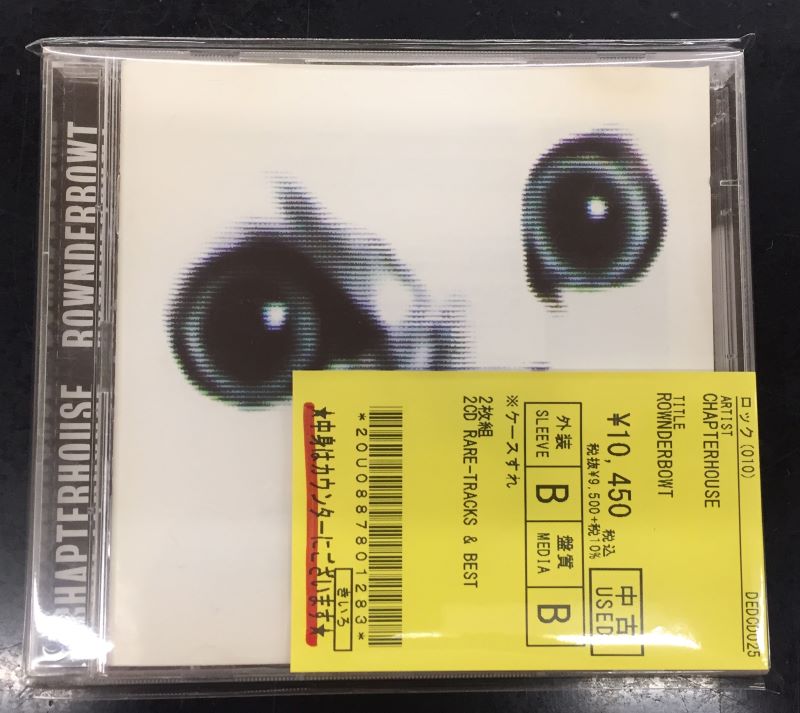 CHAPTERHOUSE ROWNDERBOWT
ロック(010)
DEDCD025
ARTIST
CHAPTERHOUSE
TITLE
ROWNDERBOWT
¥10,450 税込
税抜¥9,500+税10%
中古
USED
外装
SLEEVE
B
盤質
MEDIA
B
※ケースすれ
2枚組
2CD RARE-TRACKS & BEST
*20U0887801283*
きいろ
★中身はカウンターにございます★